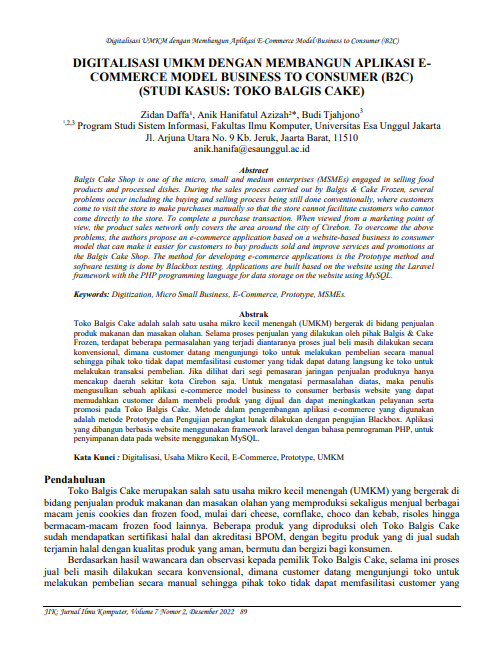 Digitalisasi UMKM dengan Membangun Aplikasi E-Commerce Model Business to Consumer (B2C)
DIGITALISASI UMKM DENGAN MEMBANGUN APLIKASI E-
COMMERCE MODEL BUSINESS TO CONSUMER (B2C)
(STUDI KASUS: TOKO BALGIS CAKE)
Zidan Daffa¹, Anik Hanifatul Azizah²*, Budi Tjahjono³
¹,²,³ Program Studi Sistem Informasi, Fakultas Ilmu Komputer, Universitas Esa Unggul Jakarta
Jl. Arjuna Utara No. 9 Kb. Jeruk, Jaarta Barat, 11510
anik.hanifa@esaunggul.ac.id
Abstract
Balgis Cake Shop is one of the micro, small and medium enterprises (MSMEs) engaged in selling food
products and processed dishes. During the sales process carried out by Balgis & Cake Frozen, several
problems occur including the buying and selling process being still done conventionally, where customers
come to visit the store to make purchases manually so that the store cannot facilitate customers who cannot
come directly to the store. To complete a purchase transaction. When viewed from a marketing point of
view, the product sales network only covers the area around the city of Cirebon. To overcome the above
problems, the authors propose an e-commerce application based on a website-based business to consumer
model that can make it easier for customers to buy products sold and improve services and promotions at
the Balgis Cake Shop. The method for developing e-commerce applications is the Prototype method and
software testing is done by Blackbox testing. Applications are built based on the website using the Laravel
framework with the PHP programming language for data storage on the website using MySQL.
Keywords: Digitization, Micro Small Business, E-Commerce, Prototype, MSMEs.
Abstrak
Toko Balgis Cake adalah salah satu usaha mikro kecil menengah (UMKM) bergerak di bidang penjualan
produk makanan dan masakan olahan. Selama proses penjualan yang dilakukan oleh pihak Balgis & Cake
Frozen, terdapat beberapa permasalahan yang terjadi diantaranya proses jual beli masih dilakukan secara
konvensional, dimana customer datang mengunjungi toko untuk melakukan pembelian secara manual
sehingga pihak toko tidak dapat memfasilitasi customer yang tidak dapat datang langsung ke toko untuk
melakukan transaksi pembelian. Jika dilihat dari segi pemasaran jaringan penjualan produknya hanya
mencakup daerah sekitar kota Cirebon saja. Untuk mengatasi permasalahan diatas, maka penulis
mengusulkan sebuah aplikasi e-commerce model business to consumer berbasis website yang dapat
memudahkan customer dalam membeli produk yang dijual dan dapat meningkatkan pelayanan serta
promosi pada Toko Balgis Cake. Metode dalam pengembangan aplikasi e-commerce yang digunakan
adalah metode Prototype dan Pengujian perangkat lunak dilakukan dengan pengujian Blackbox. Aplikasi
yang dibangun berbasis website menggunakan framework laravel dengan bahasa pemrograman PHP, untuk
penyimpanan data pada website menggunakan MySQL.
Kata Kunci : Digitalisasi, Usaha Mikro Kecil, E-Commerce, Prototype, UMKM
Pendahuluan
Toko Balgis Cake merupakan salah satu usaha mikro kecil menengah (UMKM) yang bergerak di
bidang penjualan produk makanan dan masakan olahan yang memproduksi sekaligus menjual berbagai
macam jenis cookies dan frozen food, mulai dari cheese, cornflake, choco dan kebab, risoles hingga
bermacam-macam frozen food lainnya. Beberapa produk yang diproduksi oleh Toko Balgis Cake
sudah mendapatkan sertifikasi halal dan akreditasi BPOM, dengan begitu produk yang di jual sudah
terjamin halal dengan kualitas produk yang aman, bermutu dan bergizi bagi konsumen.
Berdasarkan hasil wawancara dan observasi kepada pemilik Toko Balgis Cake, selama ini proses
jual beli masih dilakukan secara konvensional, dimana customer datang mengunjungi toko untuk
melakukan pembelian secara manual sehingga pihak toko tidak dapat memfasilitasi customer yang
JIK: Jurnal Ilmu Komputer, Volume 7 Nomor 2, Desember 2022 89